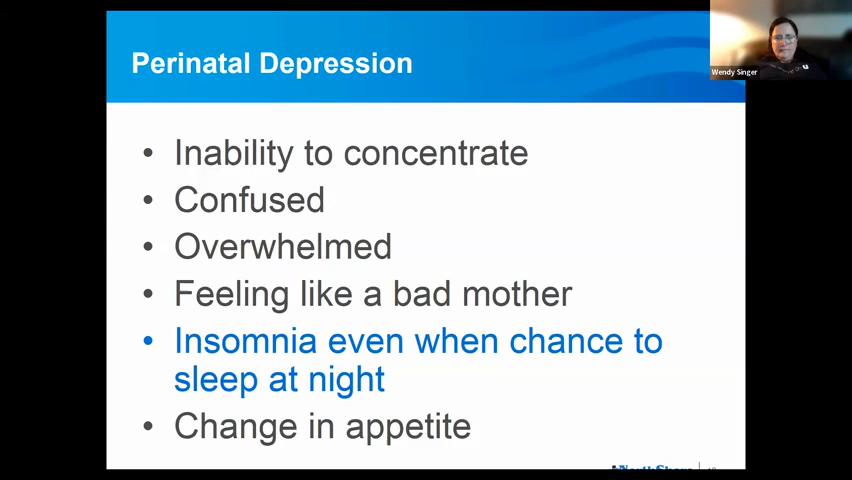 Perinatal Depression
Wendy Singer
• Inability to concentrate
• Confused
• Overwhelmed
• Feeling like a bad mother
• Insomnia even when chance to
sleep at night
• Change in appetite